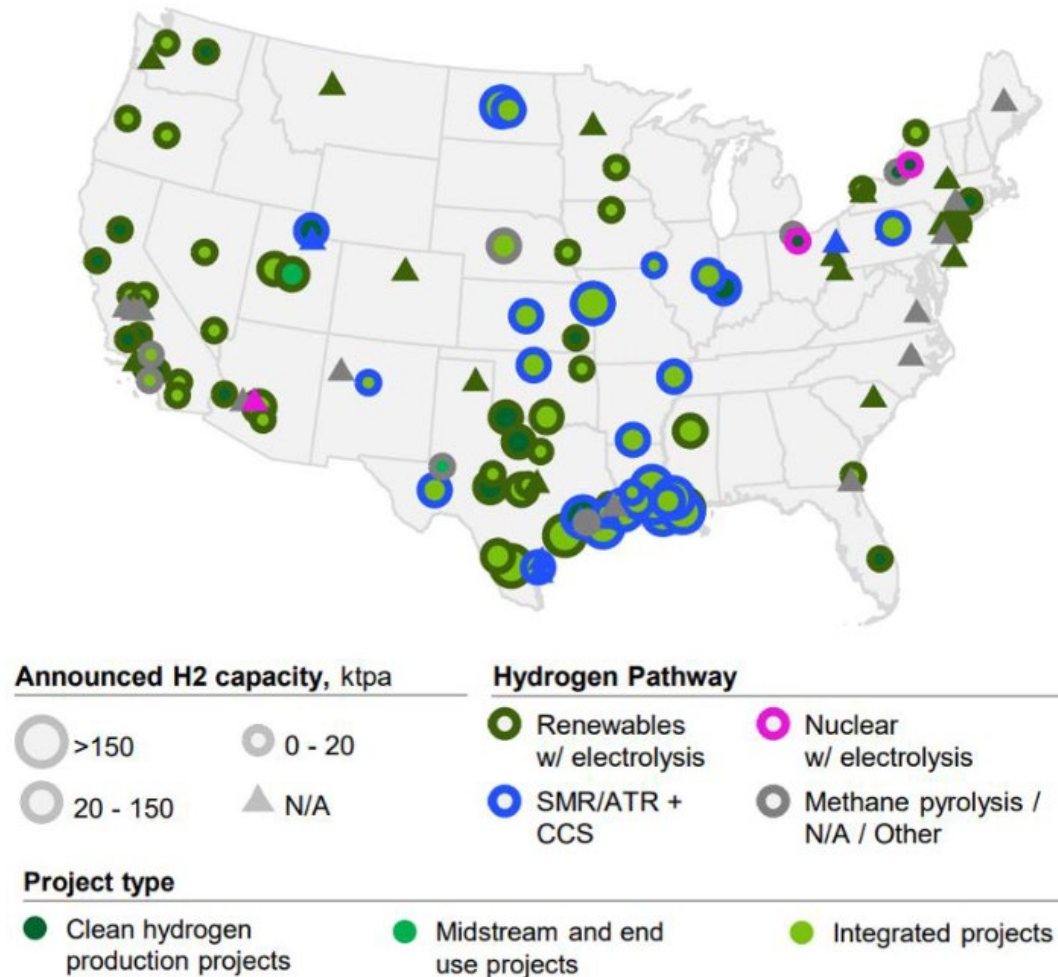 Announced H2 capacity, ktpa
>150
0 - 20
20 - 150
N/A
Hydrogen Pathway
Renewables
w/ electrolysis
Nuclear
w/ electrolysis
SMR/ATR +
CCS
Methane pyrolysis /
N/A / Other
Project type
Clean hydrogen
production projects
Midstream and end
use projects
Integrated projects